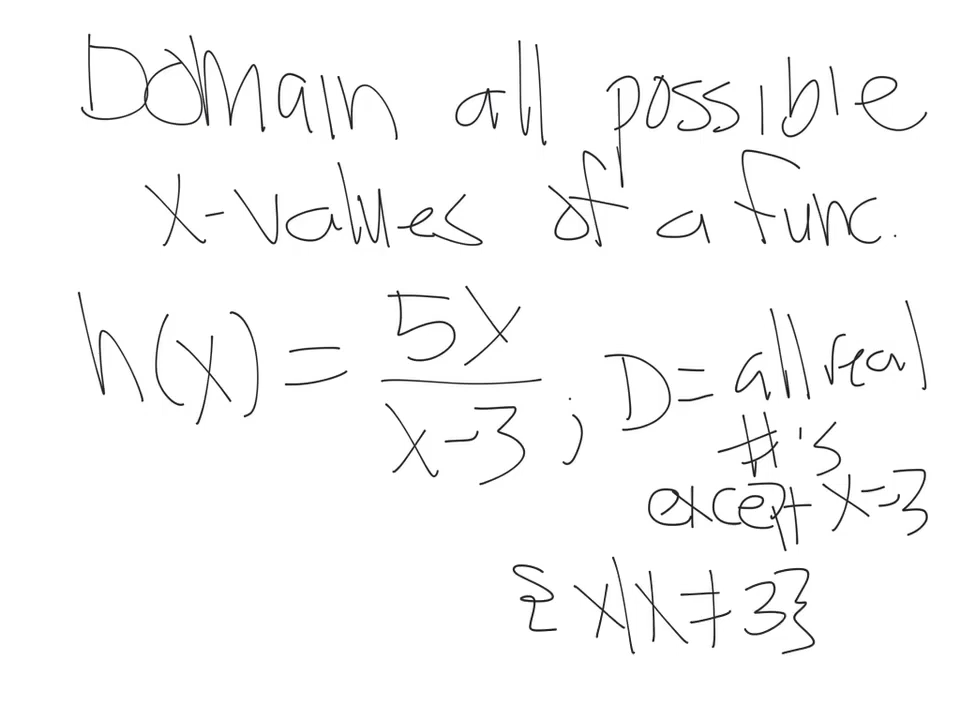 Domain all possible
x-values of a func.
h(x) = 5x / x-3 ; D = all real
#'s
except x=3
{x|x≠3}